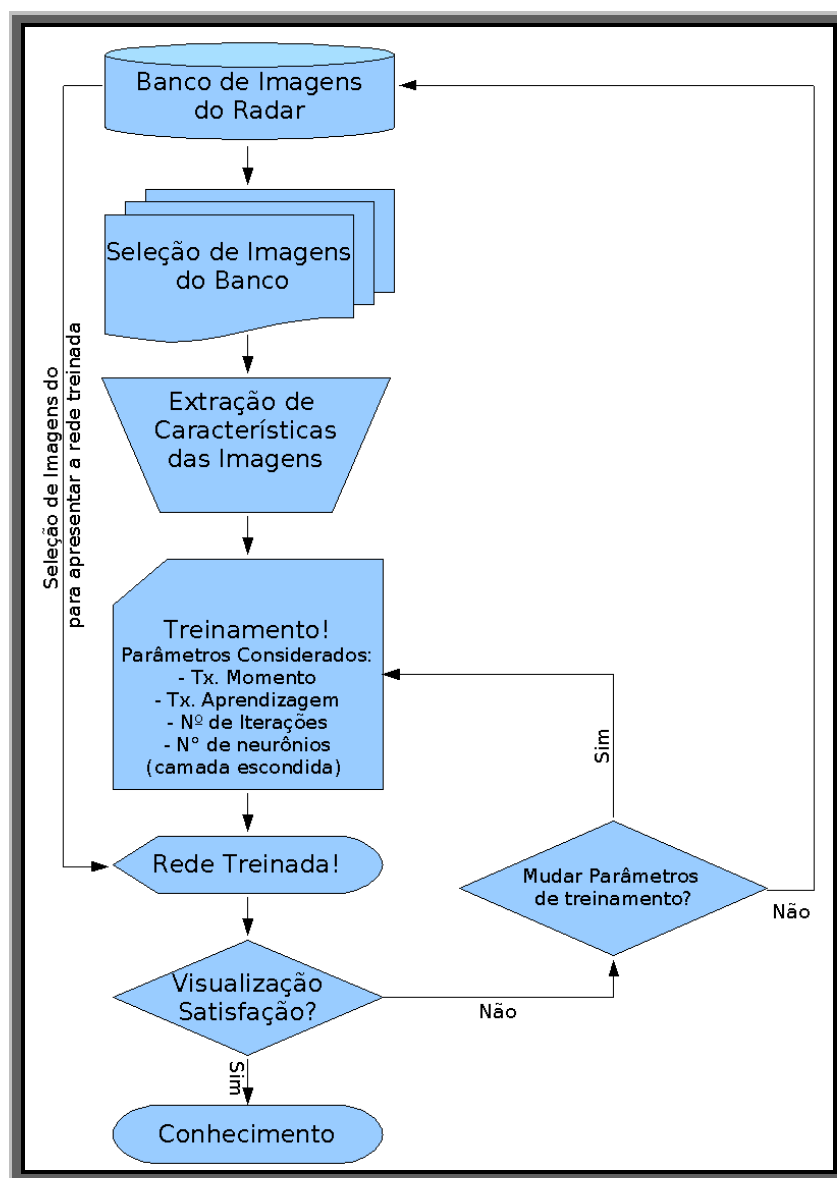 Banco de Imagens
do Radar
Seleção de Imagens
do Banco
Seleção de Imagens do
para apresentar a rede treinada
Extração de
Características
das Imagens
Treinamento!
Parâmetros Considerados:
- Tx. Momento
- Tx. Aprendizagem
- Nº de Iterações
- N° de neurônios
(camada escondida)
Sim
Rede Treinada!
Mudar Parâmetros
de treinamento?
Não
Visualização
Satisfação?
Não
Sim
Conhecimento